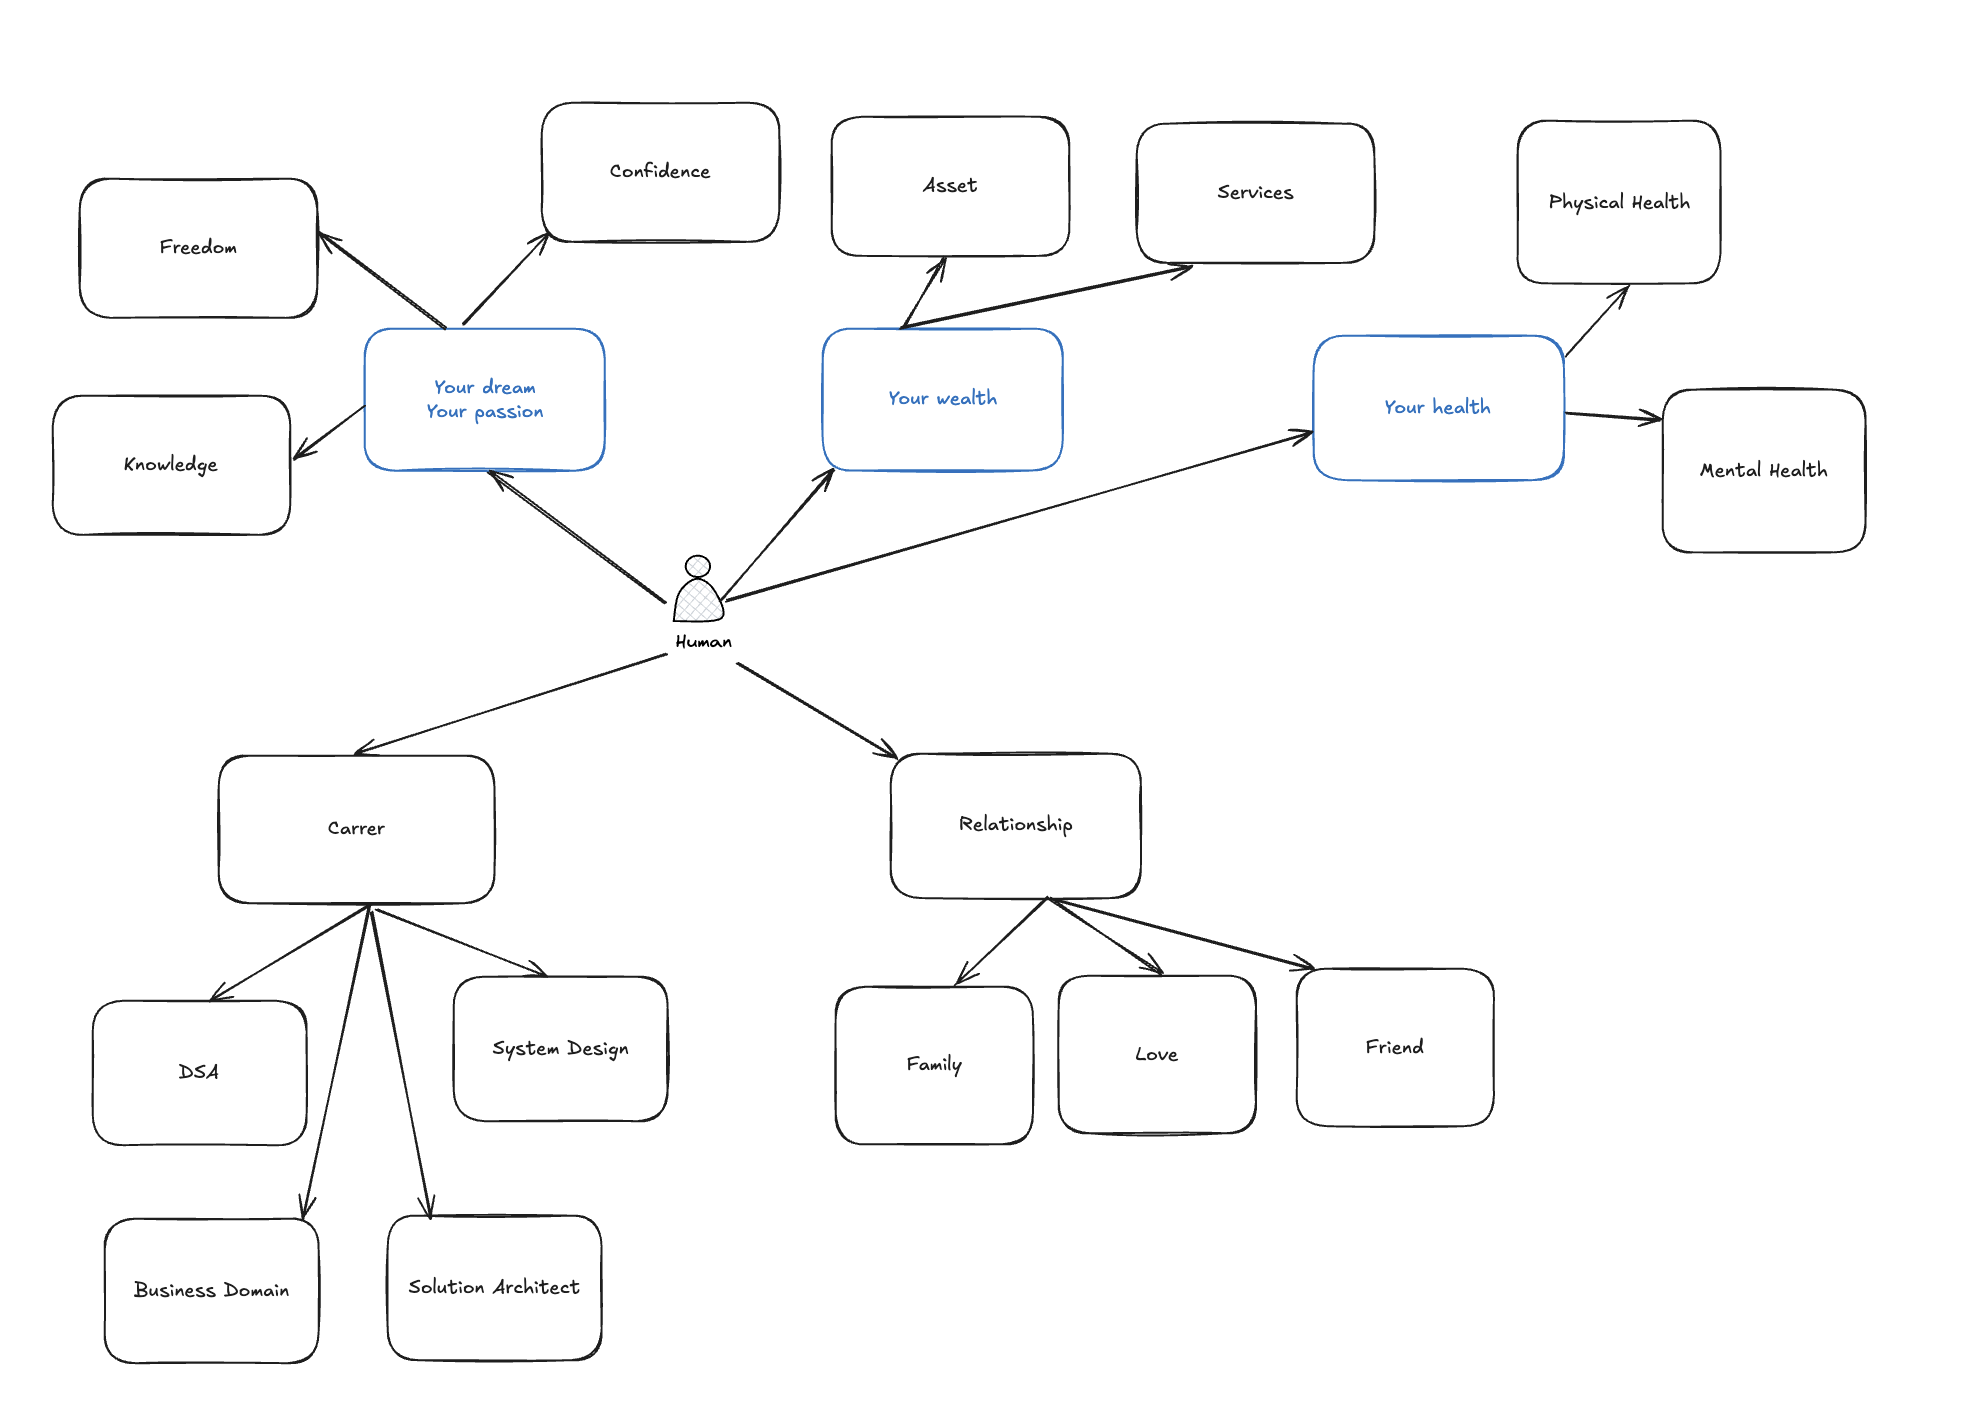 Confidence
Asset
Services
Physical Health
Freedom
Your dream
Your passion
Your wealth
Your health
Knowledge
Mental Health
Human
Carrer
Relationship
DSA
System Design
Family
Love
Friend
Business Domain
Solution Architect